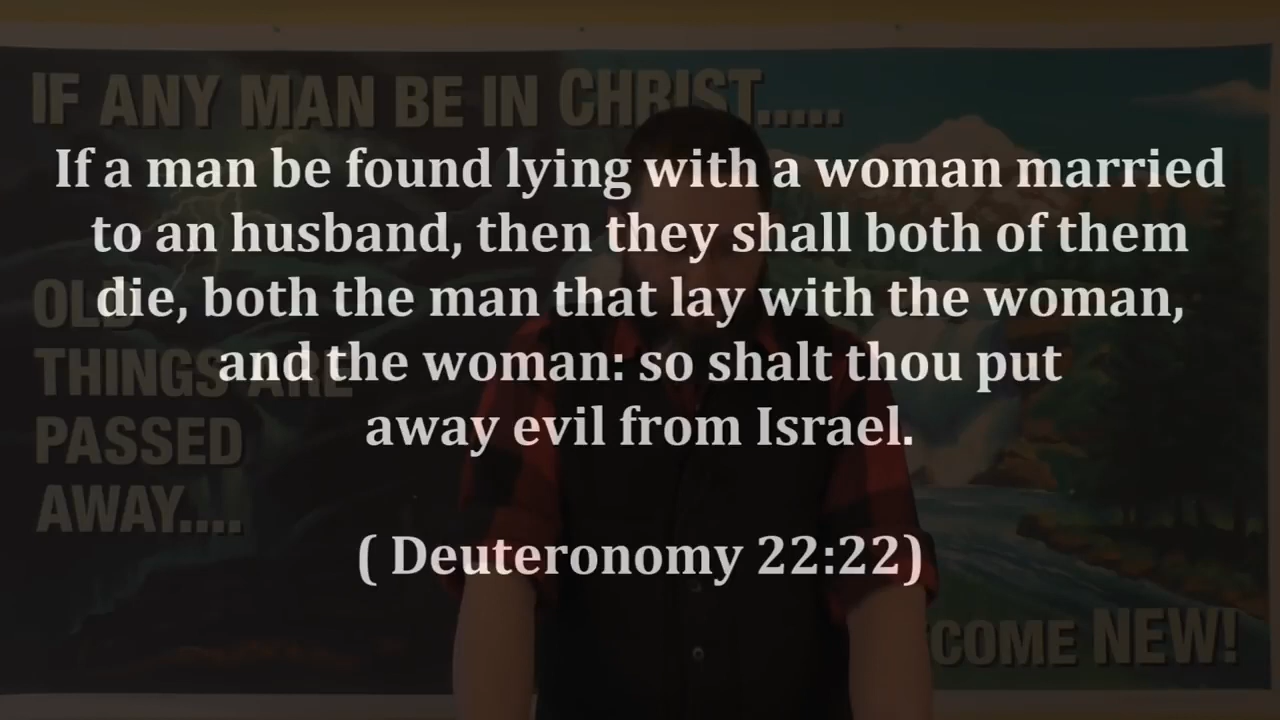 IF ANY MAN BE IN CHRIST.....
If a man be found lying with a woman married
to an husband, then they shall both of them
die, both the man that lay with the woman,
and the woman: so shalt thou put
away evil from Israel.
( Deuteronomy 22:22)
OLD
THINGS ARE
PASSED
AWAY....
COME NEW!